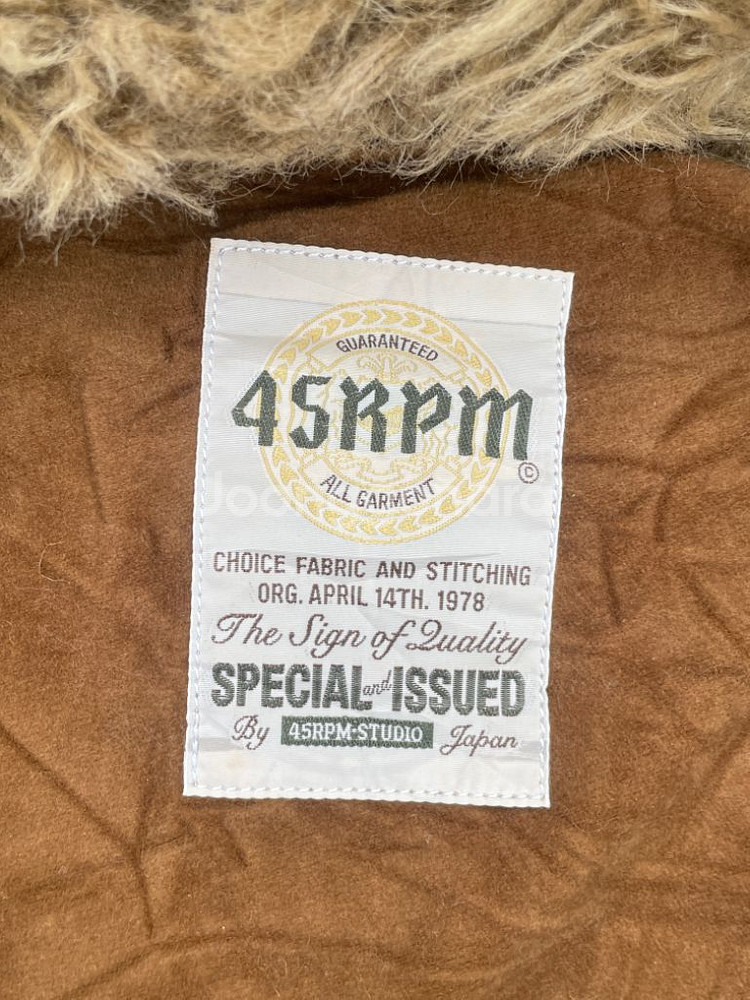 GUARANTEED
45RPM
©
ALL GARMENT
CHOICE FABRIC AND STITCHING
ORG. APRIL 14TH. 1978
The Sign of Quality
SPECIAL and ISSUED
By 45RPM-STUDIO Japan